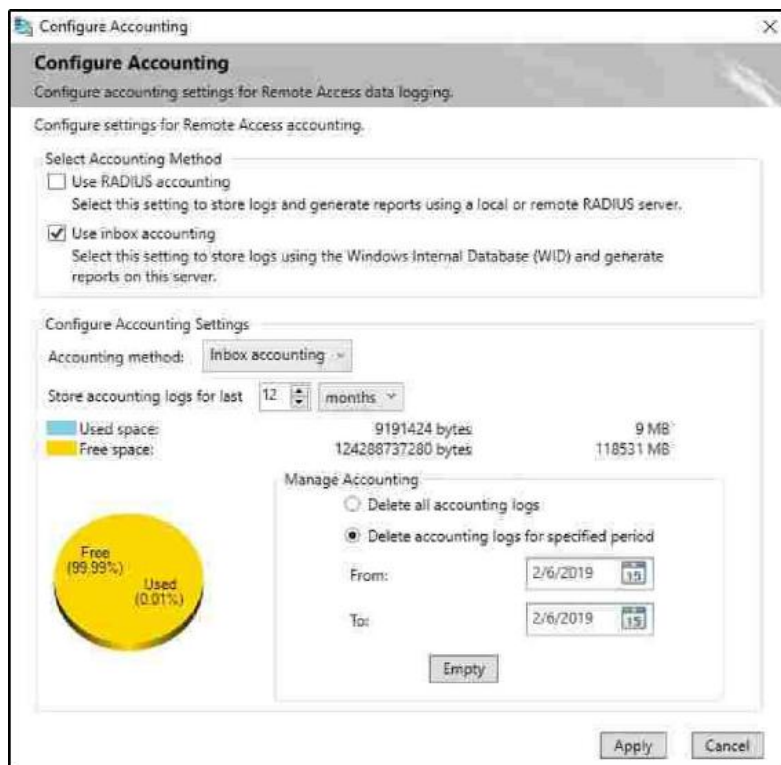 Configure Accounting
Configure Accounting
Configure accounting settings for Remote Access data logging.
Configure settings for Remote Access accounting.
Select Accounting Method
Use RADIUS accounting
Select this setting to store logs and generate reports using a local or remote RADIUS server.
Use inbox accounting
Select this setting to store logs using the Windows Internal Database (WID) and generate
reports on this server.
Configure Accounting Settings
Accounting method: Inbox accounting
Store accounting logs for last 12 months
Used space: 9191424 bytes 9 MB
Free space: 124288737280 bytes 118531 MB
Manage Accounting
Delete all accounting logs
Delete accounting logs for specified period
Free
(99.99%)
Used
(0.01%)
From: 2/6/2019 15
To: 2/6/2019 15
Empty
Apply Cancel